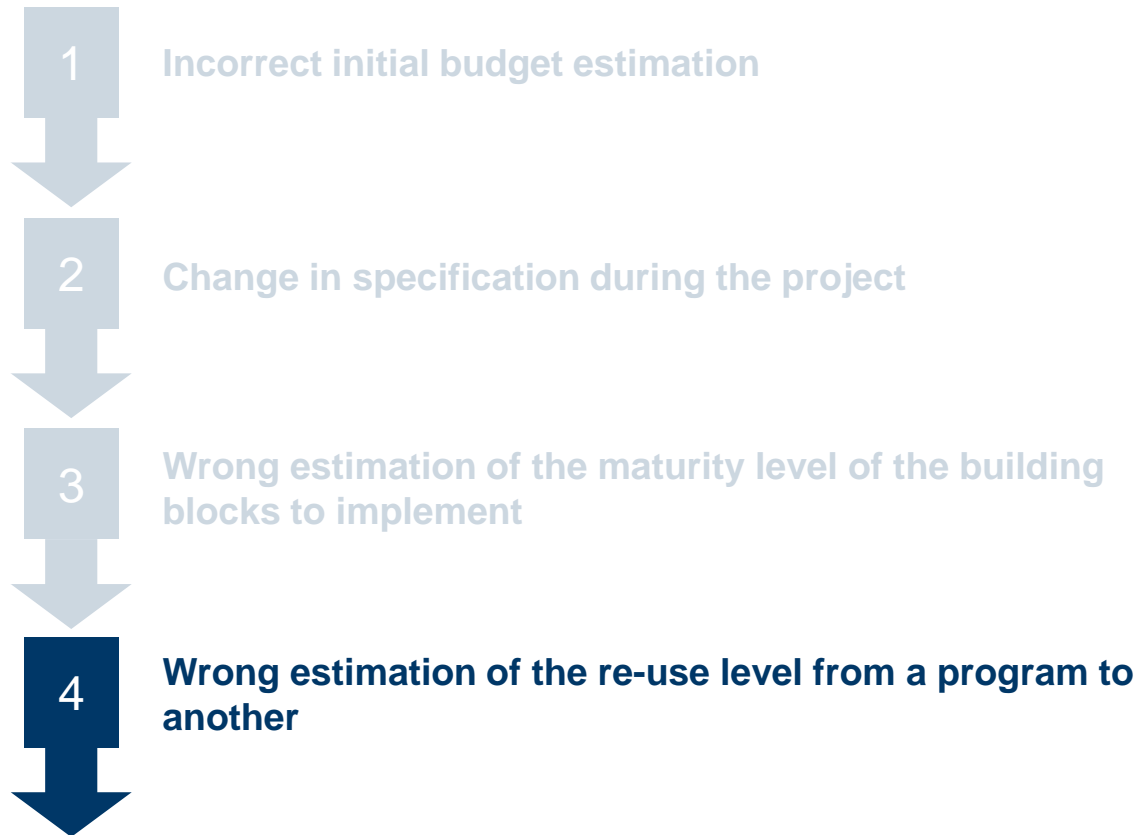 1
Incorrect initial budget estimation
2
Change in specification during the project
3
Wrong estimation of the maturity level of the building
blocks to implement
4
Wrong estimation of the re-use level from a program to
another